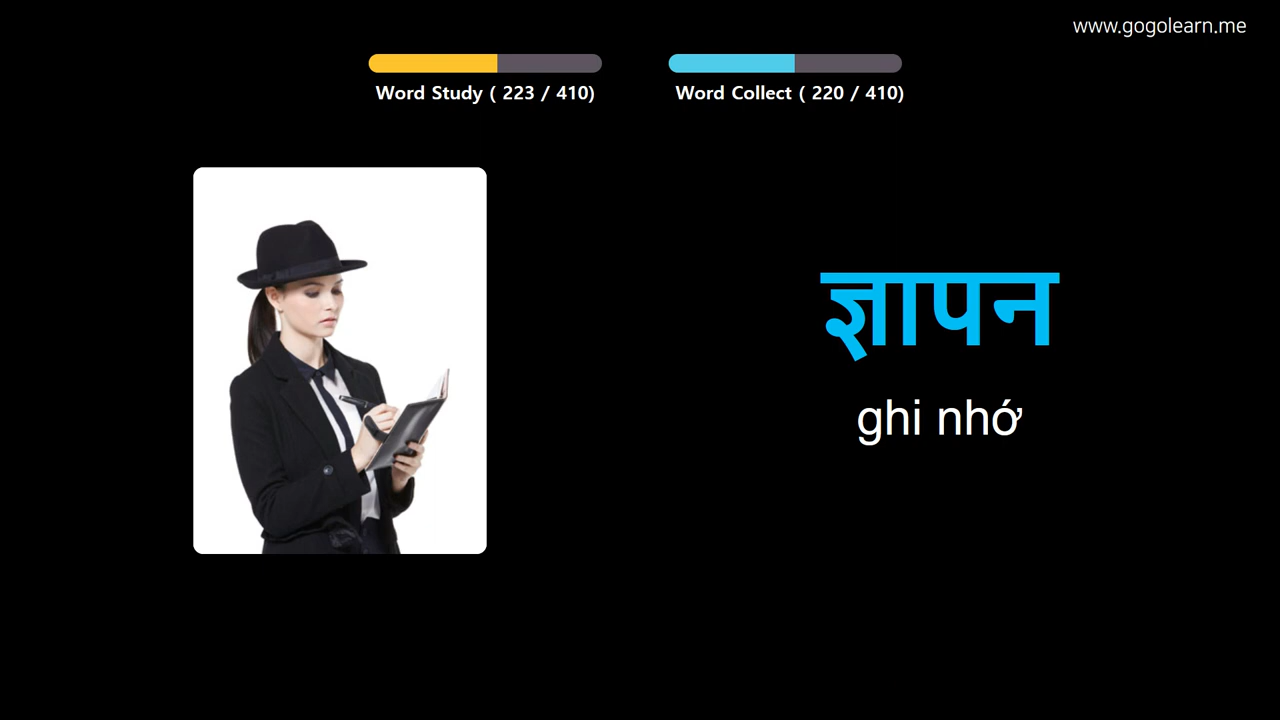 www.gogolearn.me
Word Study ( 223 / 410)
Word Collect ( 220 / 410)
ज्ञापन
ghi nhớ